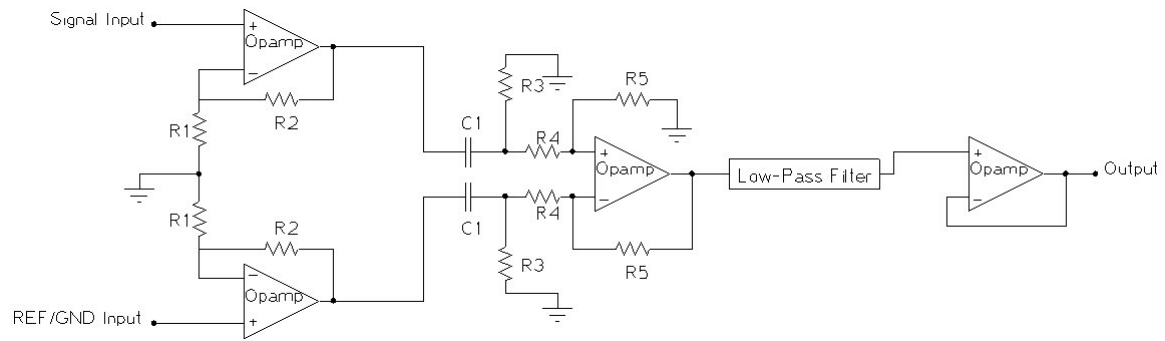 Signal Input
+
Opamp
−
R1
R2
R1
R2
−
Opamp
+
REF/GND Input
C1
C1
R3
R4
R4
R3
R5
+
Opamp
−
R5
Low-Pass Filter
+
Opamp
−
Output